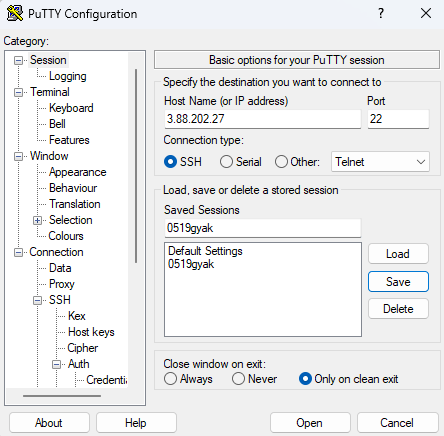 PuTTY Configuration
Category:
Session
Logging
Terminal
Keyboard
Bell
Features
Window
Appearance
Behaviour
Translation
Selection
Colours
Connection
Data
Proxy
SSH
Kex
Host keys
Cipher
Auth
Basic options for your PuTTY session
Specify the destination you want to connect to
Host Name (or IP address) Port
3.88.202.27 22
Connection type:
SSH Serial Other: Telnet
Load, save or delete a stored session
Saved Sessions
0519gyak
Default Settings
0519gyak
Load
Save
Delete
Close window on exit:
Always Never Only on clean exit
About Help Open Cancel